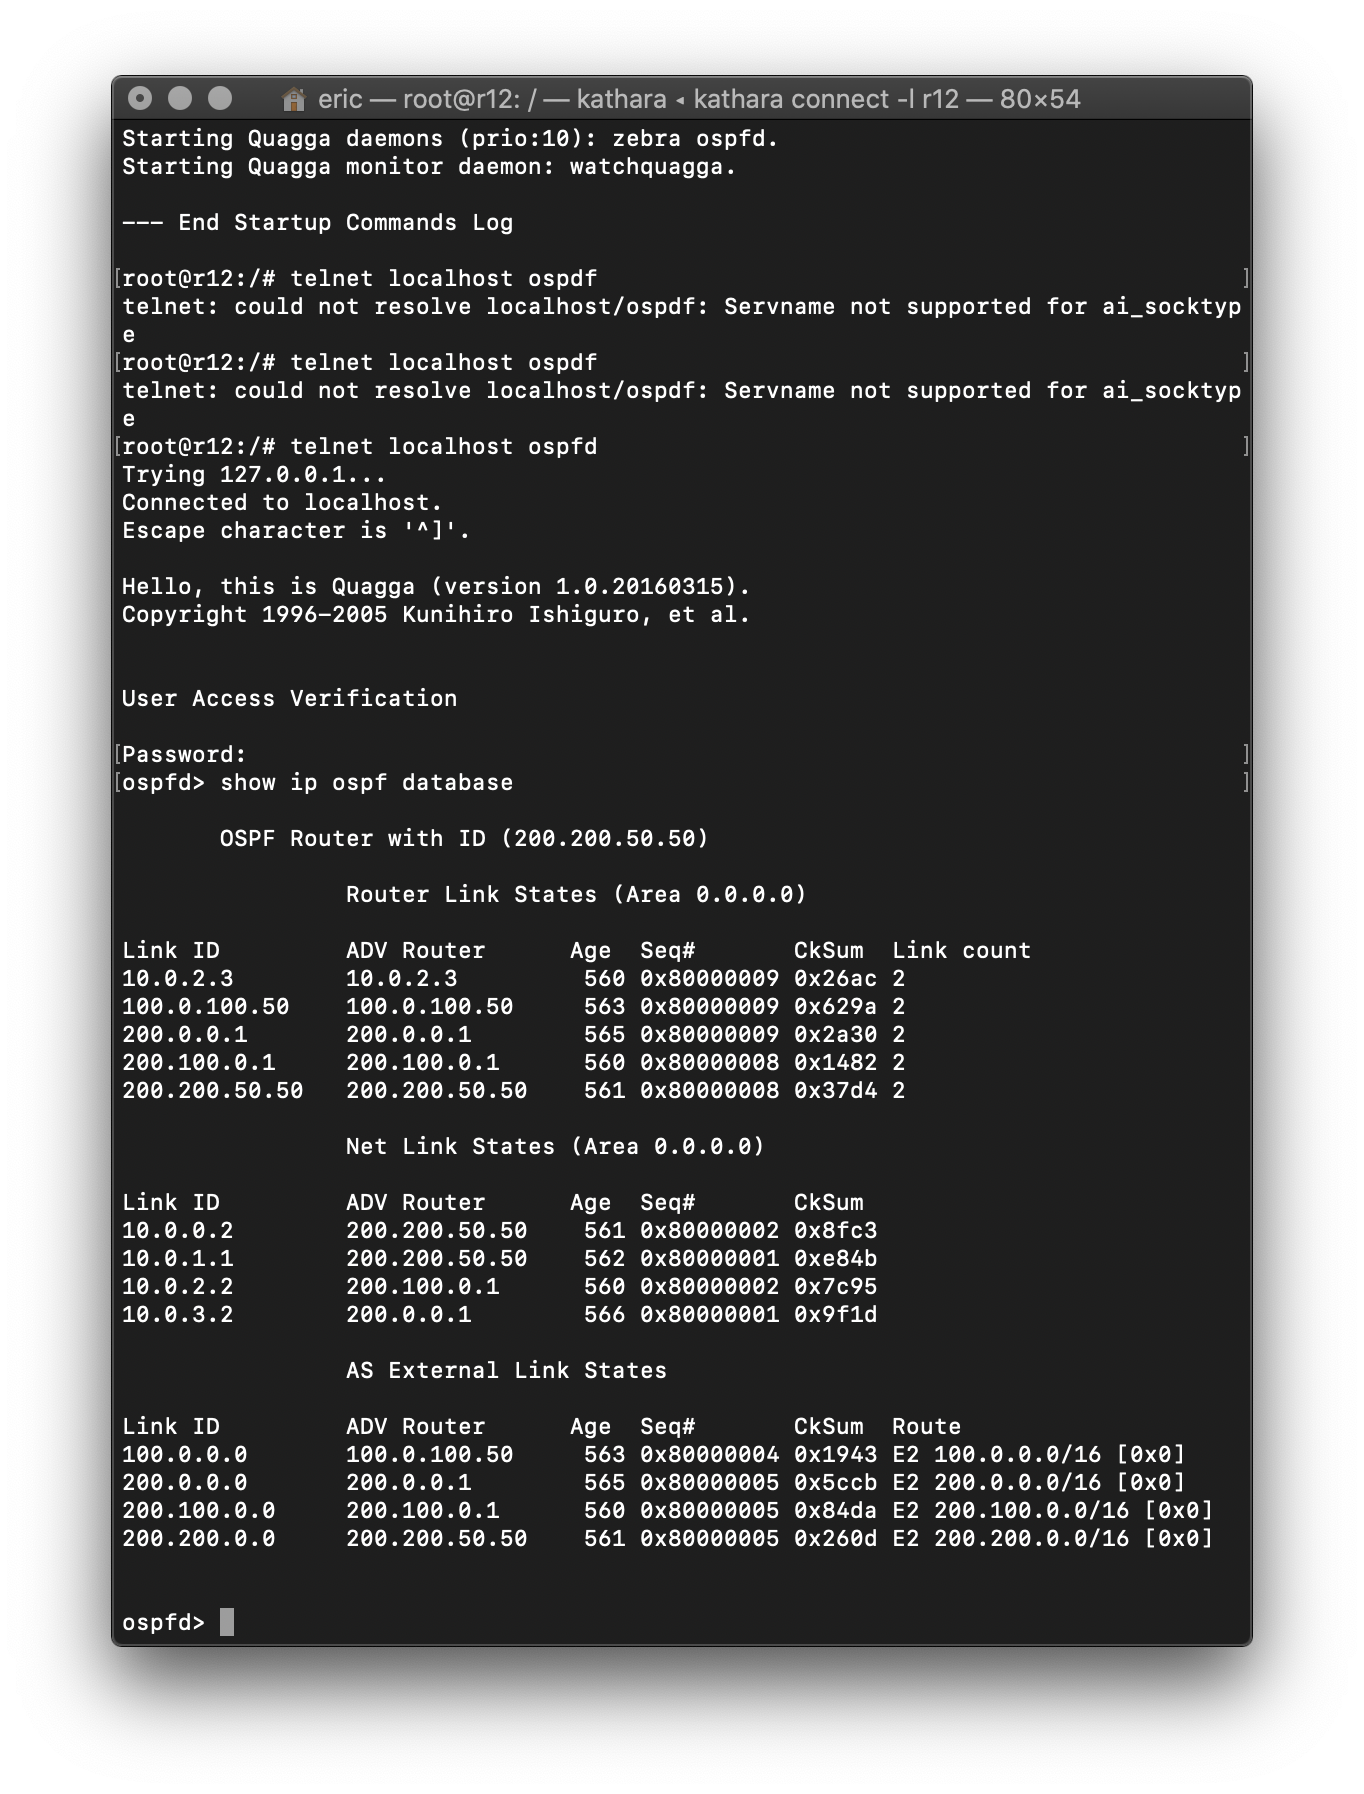 eric — root@r12: / — kathara ◂ kathara connect -l r12 — 80×54
Starting Quagga daemons (prio:10): zebra ospfd.
Starting Quagga monitor daemon: watchquagga.
--- End Startup Commands Log
[root@r12:/# telnet localhost ospdf ]
telnet: could not resolve localhost/ospdf: Servname not supported for ai_socktyp
e
[root@r12:/# telnet localhost ospdf ]
telnet: could not resolve localhost/ospdf: Servname not supported for ai_socktyp
e
[root@r12:/# telnet localhost ospfd ]
Trying 127.0.0.1...
Connected to localhost.
Escape character is '^]'.
Hello, this is Quagga (version 1.0.20160315).
Copyright 1996-2005 Kunihiro Ishiguro, et al.
User Access Verification
[Password: ]
[ospfd> show ip ospf database ]
OSPF Router with ID (200.200.50.50)
Router Link States (Area 0.0.0.0)
Link ID         ADV Router      Age  Seq#       CkSum  Link count
10.0.2.3        10.0.2.3         560 0x80000009 0x26ac 2
100.0.100.50    100.0.100.50     563 0x80000009 0x629a 2
200.0.0.1       200.0.0.1        565 0x80000009 0x2a30 2
200.100.0.1     200.100.0.1      560 0x80000008 0x1482 2
200.200.50.50   200.200.50.50    561 0x80000008 0x37d4 2
Net Link States (Area 0.0.0.0)
Link ID         ADV Router      Age  Seq#       CkSum
10.0.0.2        200.200.50.50    561 0x80000002 0x8fc3
10.0.1.1        200.200.50.50    562 0x80000001 0xe84b
10.0.2.2        200.100.0.1      560 0x80000002 0x7c95
10.0.3.2        200.0.0.1        566 0x80000001 0x9f1d
AS External Link States
Link ID         ADV Router      Age  Seq#       CkSum  Route
100.0.0.0       100.0.100.50     563 0x80000004 0x1943 E2 100.0.0.0/16 [0x0]
200.0.0.0       200.0.0.1        565 0x80000005 0x5ccb E2 200.0.0.0/16 [0x0]
200.100.0.0     200.100.0.1      560 0x80000005 0x84da E2 200.100.0.0/16 [0x0]
200.200.0.0     200.200.50.50    561 0x80000005 0x260d E2 200.200.0.0/16 [0x0]
ospfd>